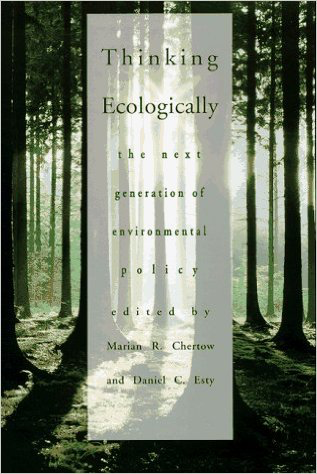 Thinking
Ecologically
the next
generation of
environmental
policy
edited by
Marian R. Chertow
and Daniel C. Esty